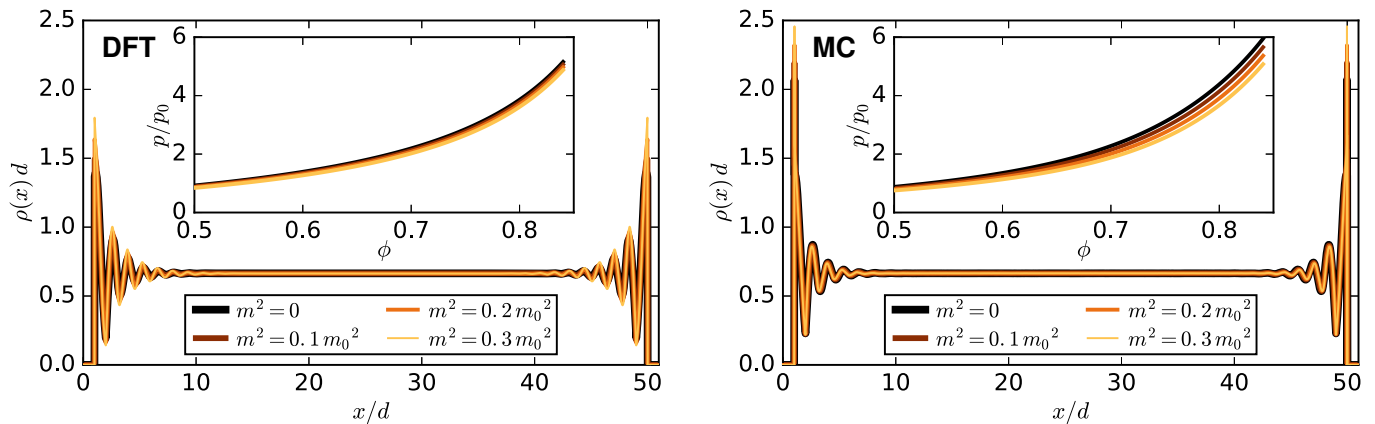 DFT
ρ(x) d
2.5
2.0
1.5
1.0
0.5
0.0
0 10 20 30 40 50
x/d
p/p₀
6
4
2
0
0.5 0.6 0.7 0.8
ϕ
m² = 0
m² = 0.1 m₀²
m² = 0.2 m₀²
m² = 0.3 m₀²
MC
2.5
2.0
1.5
1.0
0.5
0.0
0 10 20 30 40 50
x/d
p/p₀
6
4
2
0
0.5 0.6 0.7 0.8
ϕ
m² = 0
m² = 0.1 m₀²
m² = 0.2 m₀²
m² = 0.3 m₀²